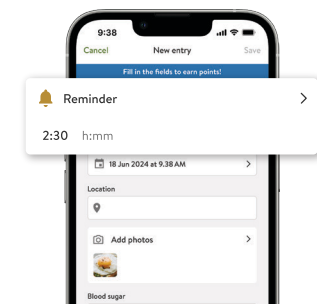 9:38
Cancel New entry Save
Fill in the fields to earn points!
Reminder
2:30 h:mm
18 Jun 2024 at 9.38 AM
Location
Add photos
Blood sugar